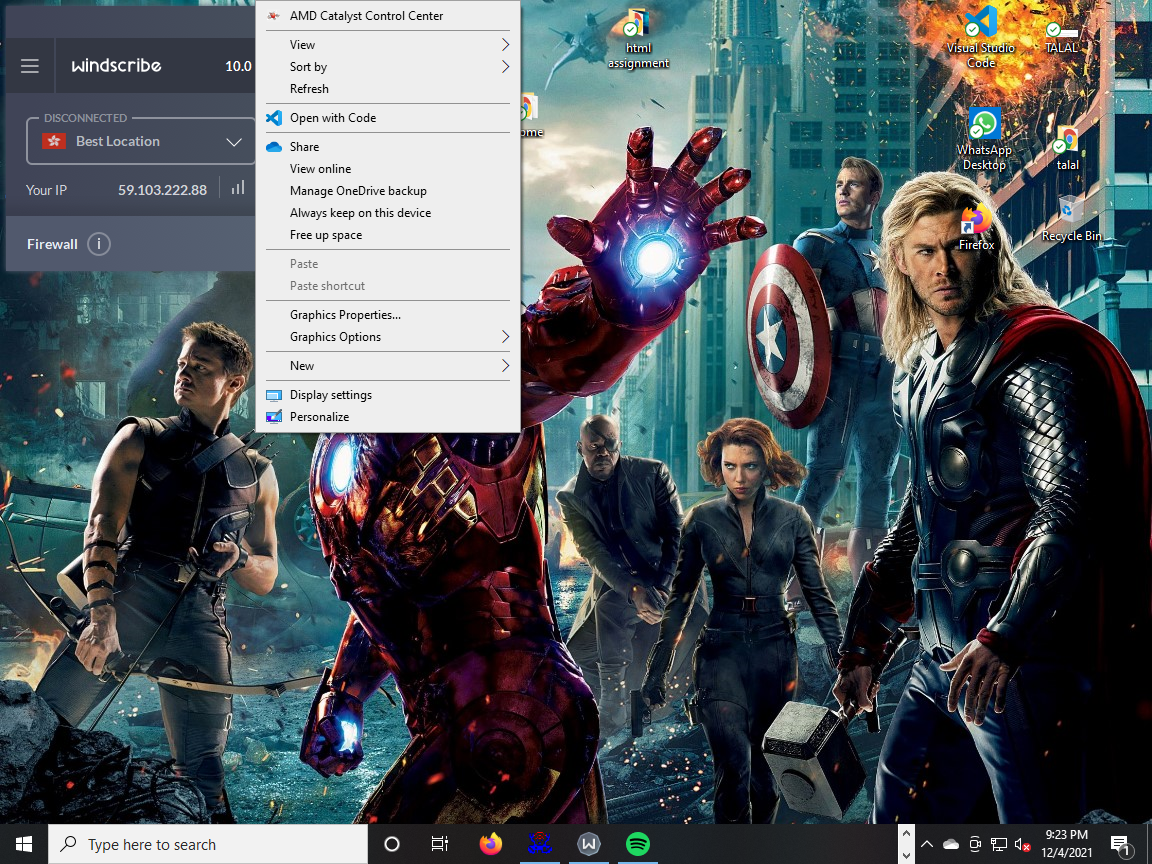 windscribe
10.0
DISCONNECTED
Best Location
Your IP
59.103.222.88
Firewall
AMD Catalyst Control Center
View
Sort by
Refresh
Open with Code
Share
View online
Manage OneDrive backup
Always keep on this device
Free up space
Paste
Paste shortcut
Graphics Properties...
Graphics Options
New
Display settings
Personalize
html
assignment
ome
Visual Studio
Code
TALAL
WhatsApp
Desktop
talal
Firefox
Recycle Bin
Type here to search
9:23 PM
12/4/2021
1